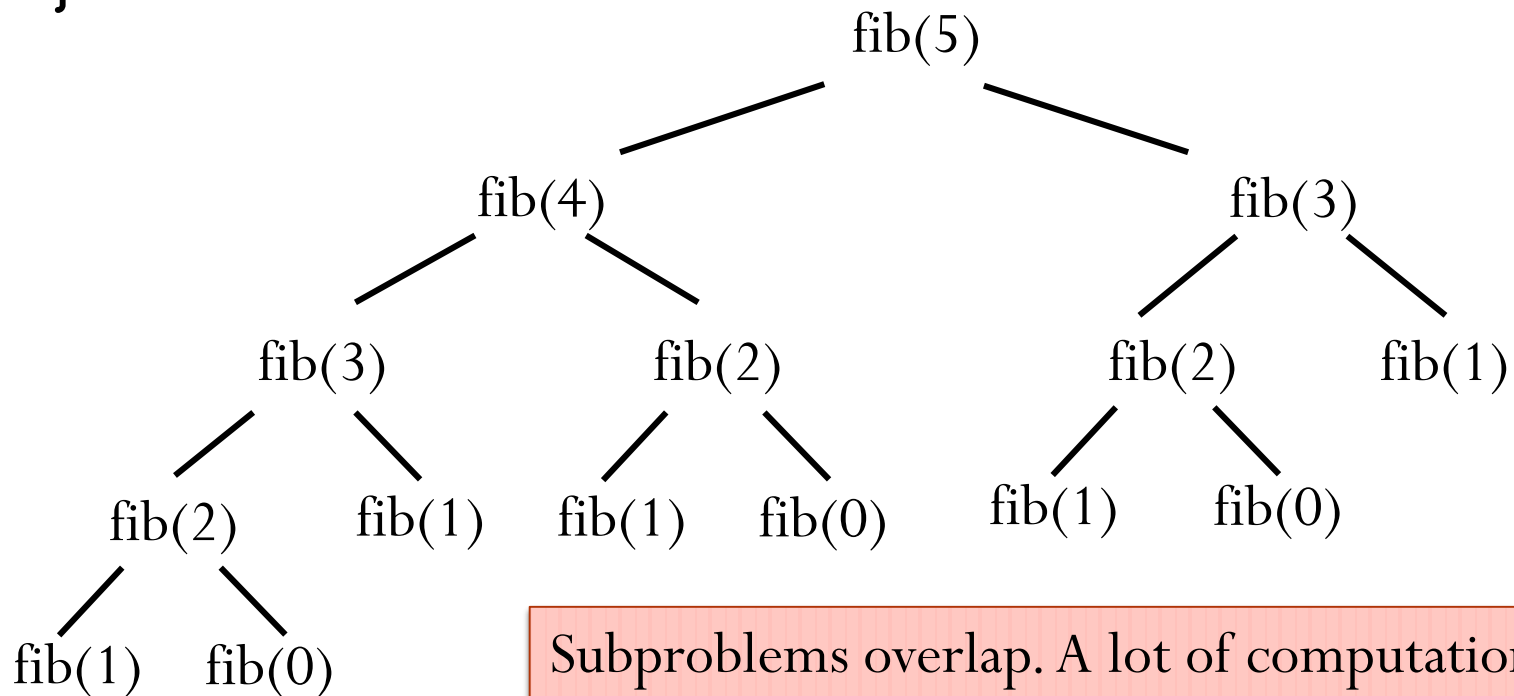 fib(5)
fib(4) fib(3)
fib(3) fib(2) fib(2) fib(1)
fib(2) fib(1) fib(1) fib(0) fib(1) fib(0)
fib(1) fib(0)
Subproblems overlap. A lot of